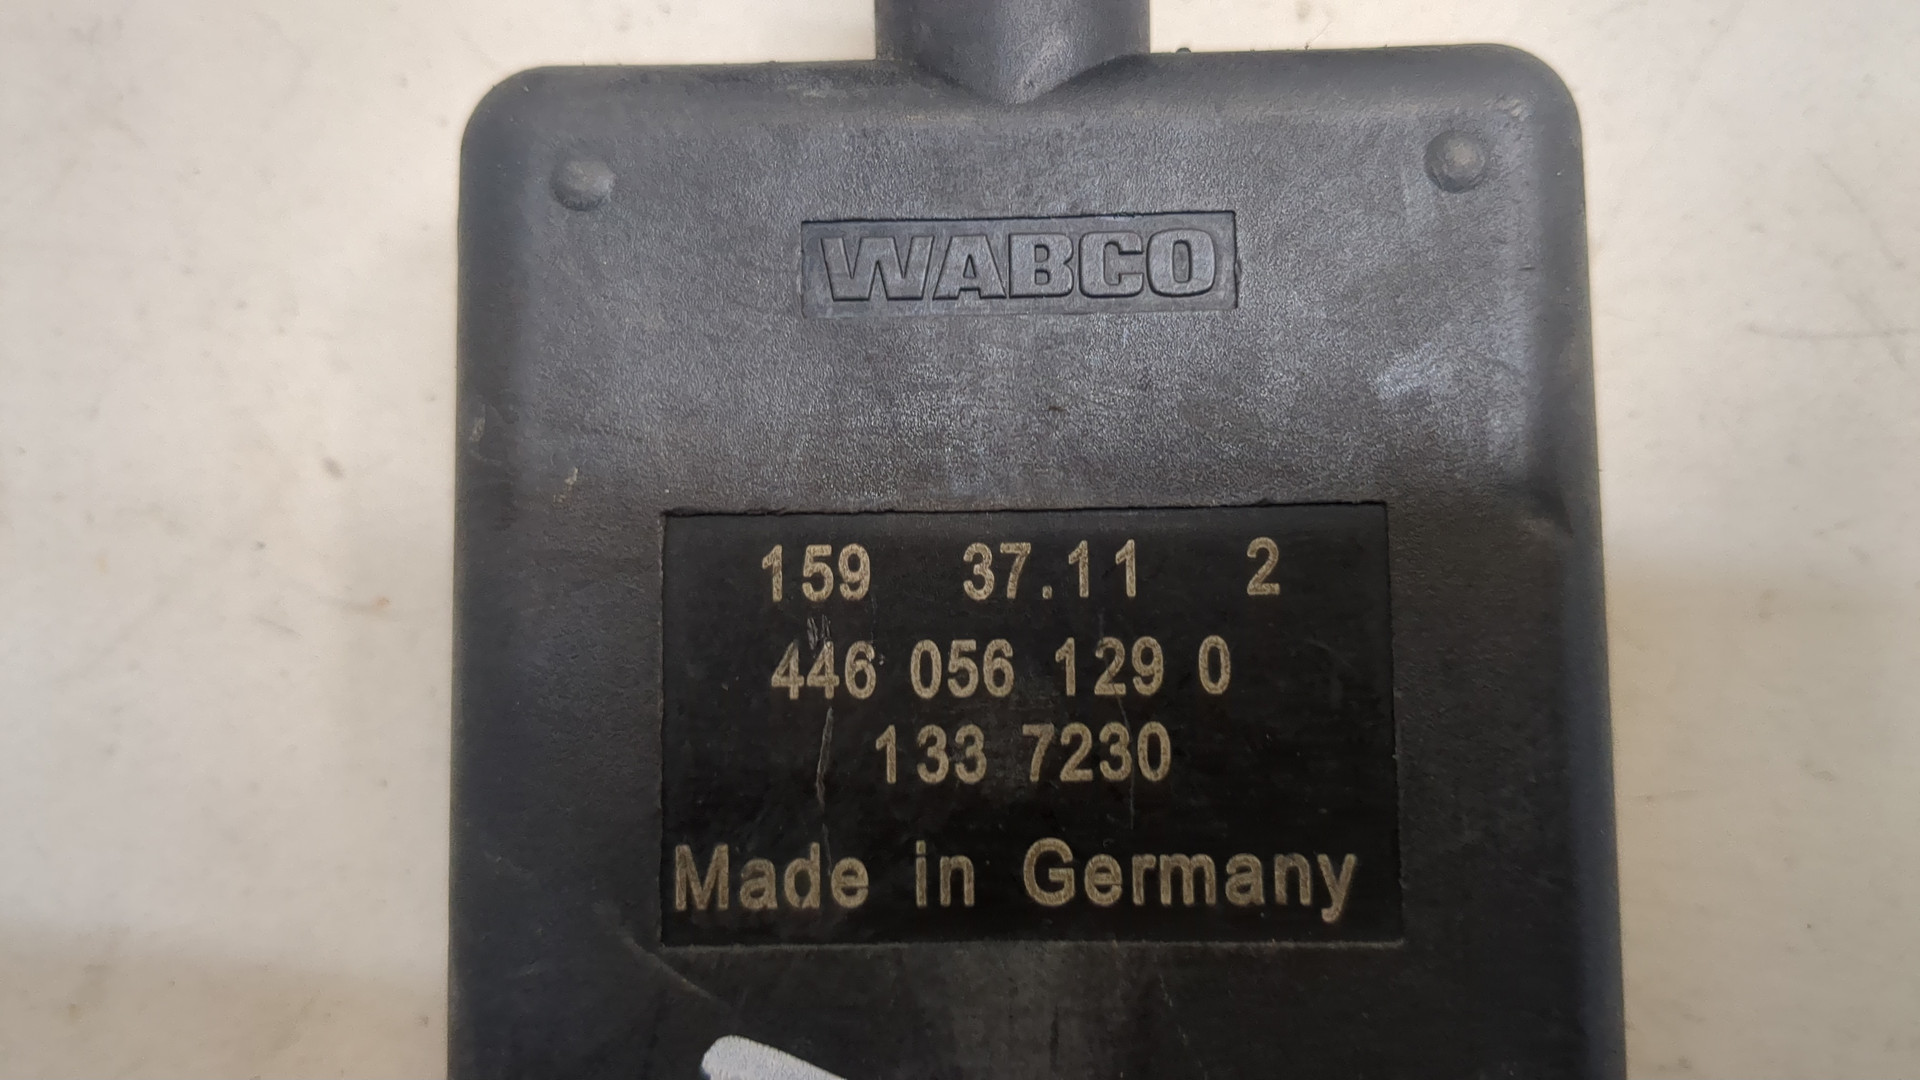 WABCO
159 37.11 2
446 056 129 0
133 7230
Made in Germany